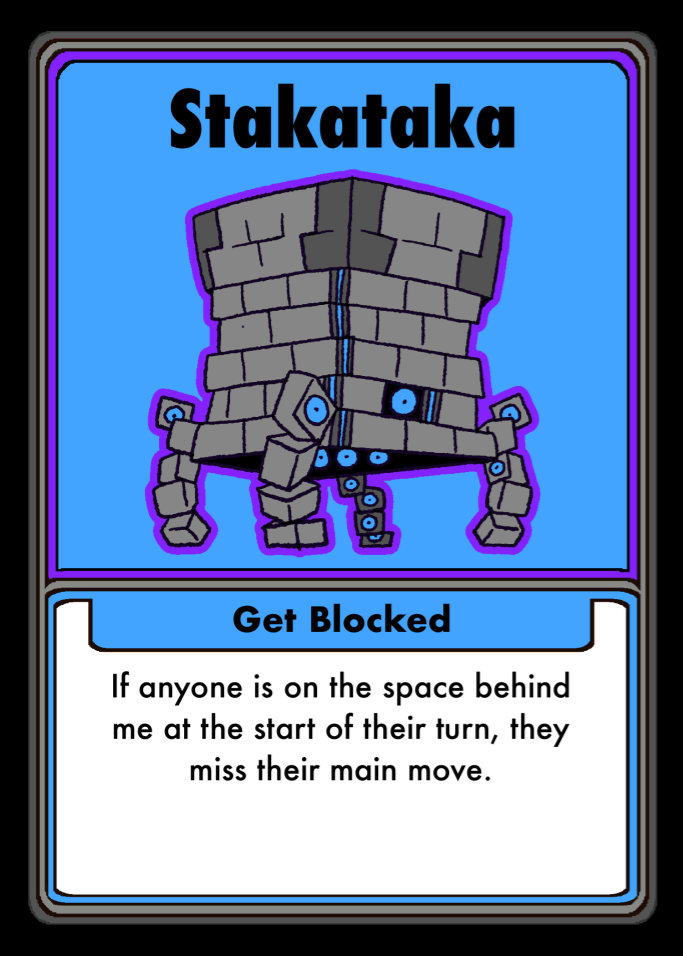 Stakataka
Get Blocked
If anyone is on the space behind
me at the start of their turn, they
miss their main move.